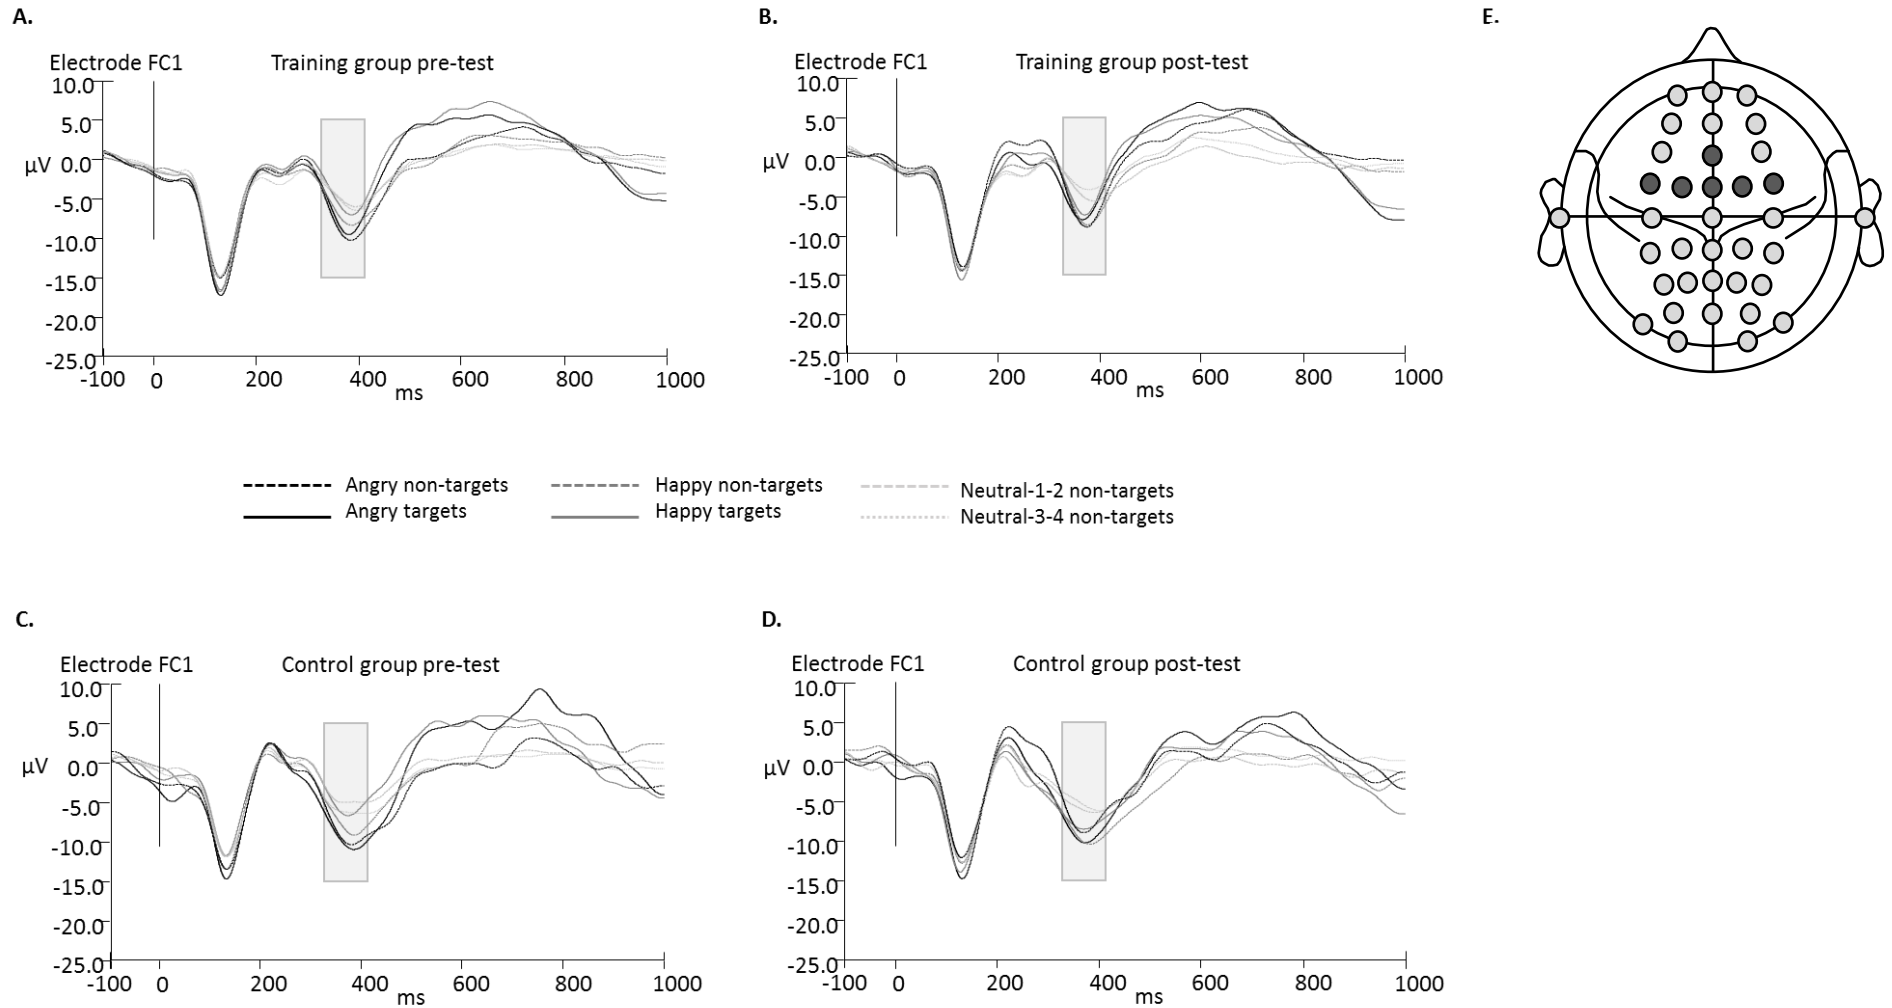 A.
Electrode FC1 Training group pre-test
10.0
5.0
µV 0.0
-5.0
-10.0
-15.0
-20.0
-25.0
-100 0 200 400 600 800 1000
ms
B.
Electrode FC1 Training group post-test
10.0
5.0
µV 0.0
-5.0
-10.0
-15.0
-20.0
-25.0
-100 0 200 400 600 800 1000
ms
E.
Angry non-targets Happy non-targets Neutral-1-2 non-targets
Angry targets Happy targets Neutral-3-4 non-targets
C.
Electrode FC1 Control group pre-test
10.0
5.0
µV 0.0
-5.0
-10.0
-15.0
-20.0
-25.0
-100 0 200 400 600 800 1000
ms
D.
Electrode FC1 Control group post-test
10.0
5.0
µV 0.0
-5.0
-10.0
-15.0
-20.0
-25.0
-100 0 200 400 600 800 1000
ms